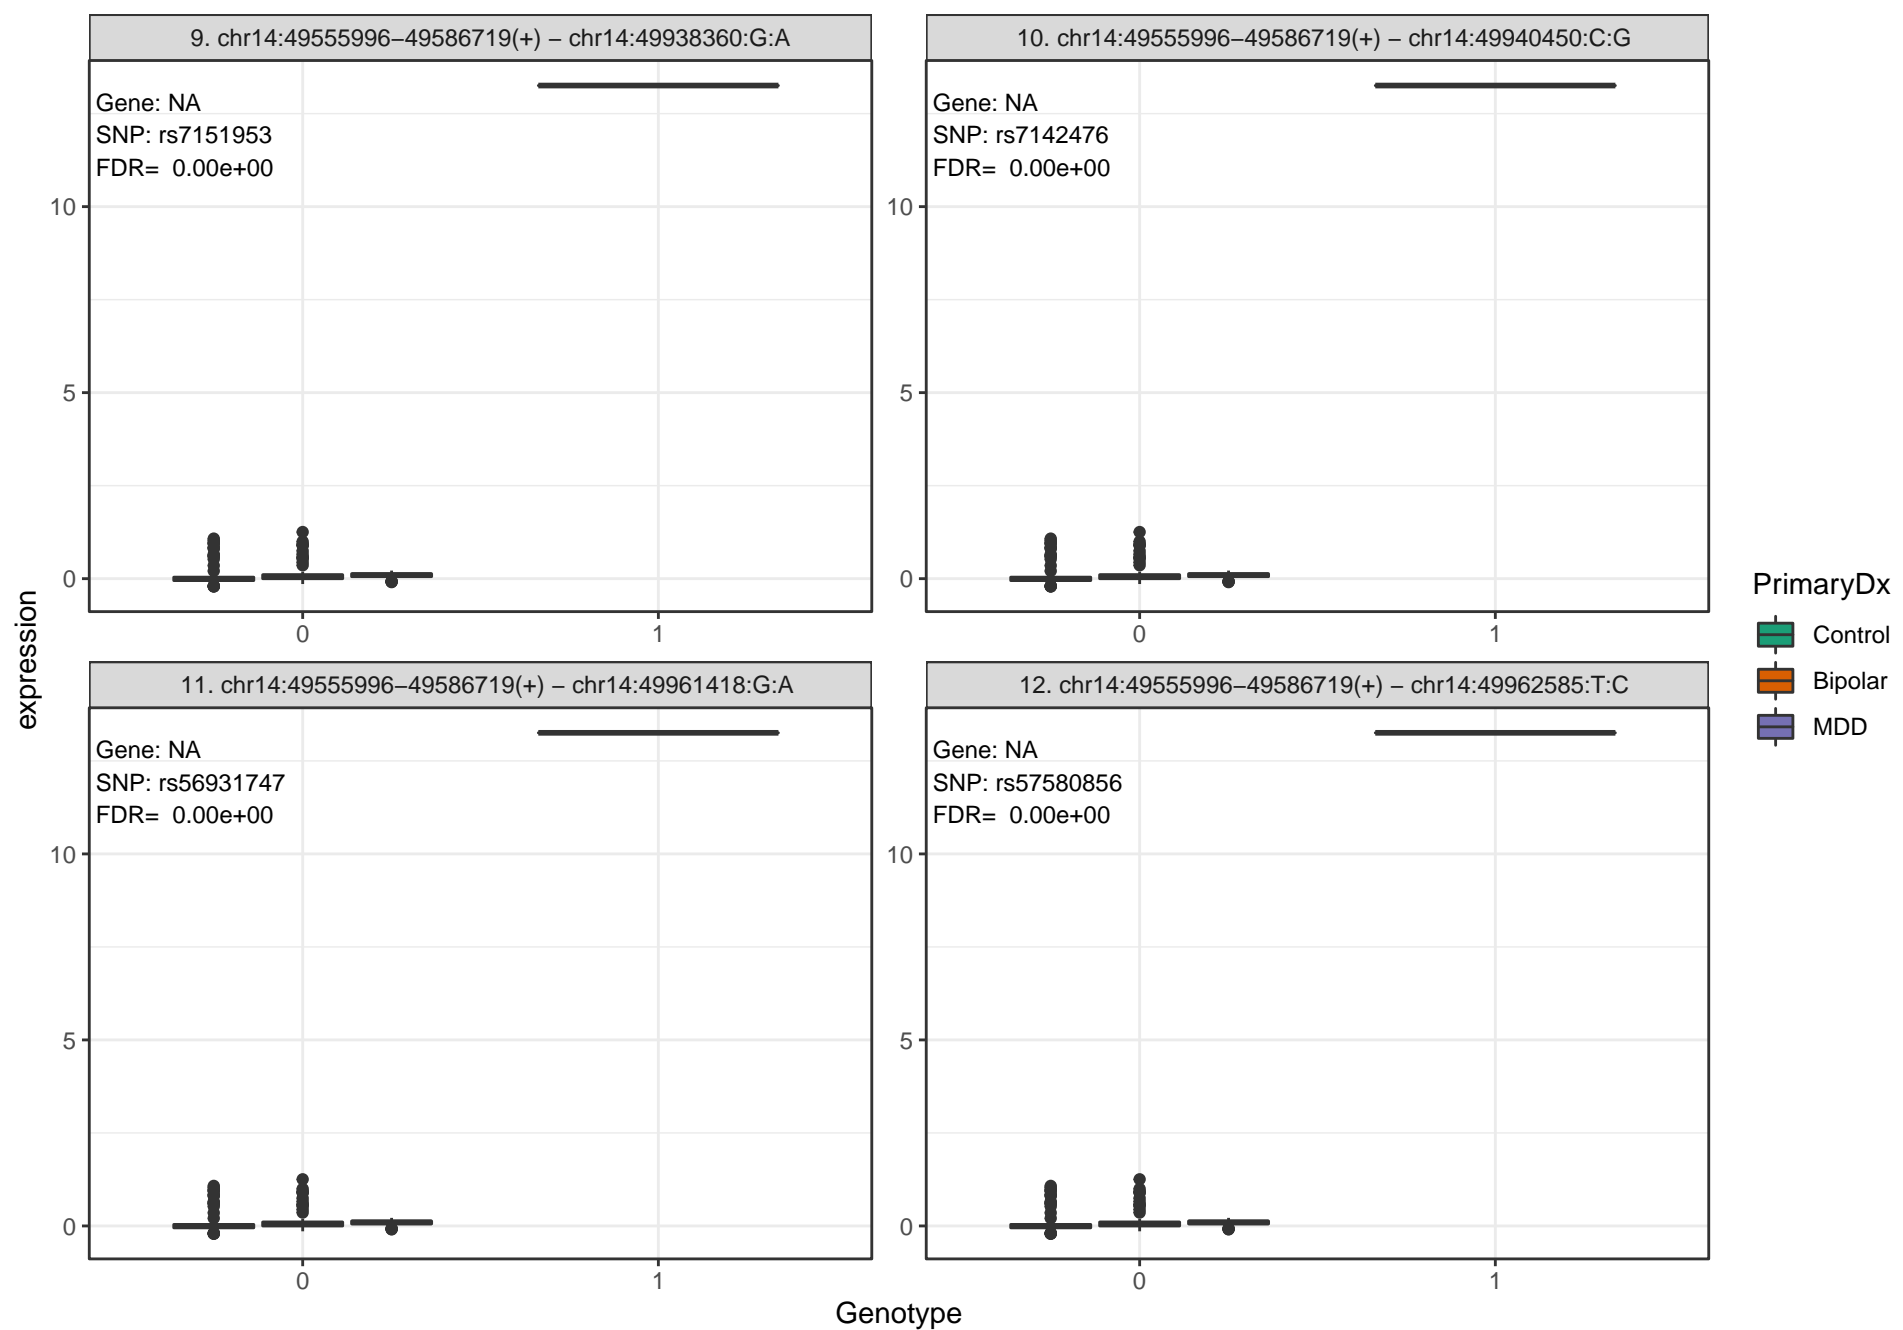 9. chr14:49555996−49586719(+) − chr14:49938360:G:A
10. chr14:49555996−49586719(+) − chr14:49940450:C:G
Gene: NA
SNP: rs7151953
FDR=  0.00e+00
Gene: NA
SNP: rs7142476
FDR=  0.00e+00
10
5
0
10
5
0
0
1
0
1
11. chr14:49555996−49586719(+) − chr14:49961418:G:A
12. chr14:49555996−49586719(+) − chr14:49962585:T:C
Gene: NA
SNP: rs56931747
FDR=  0.00e+00
Gene: NA
SNP: rs57580856
FDR=  0.00e+00
10
5
0
10
5
0
0
1
0
1
expression
Genotype
PrimaryDx
Control
Bipolar
MDD